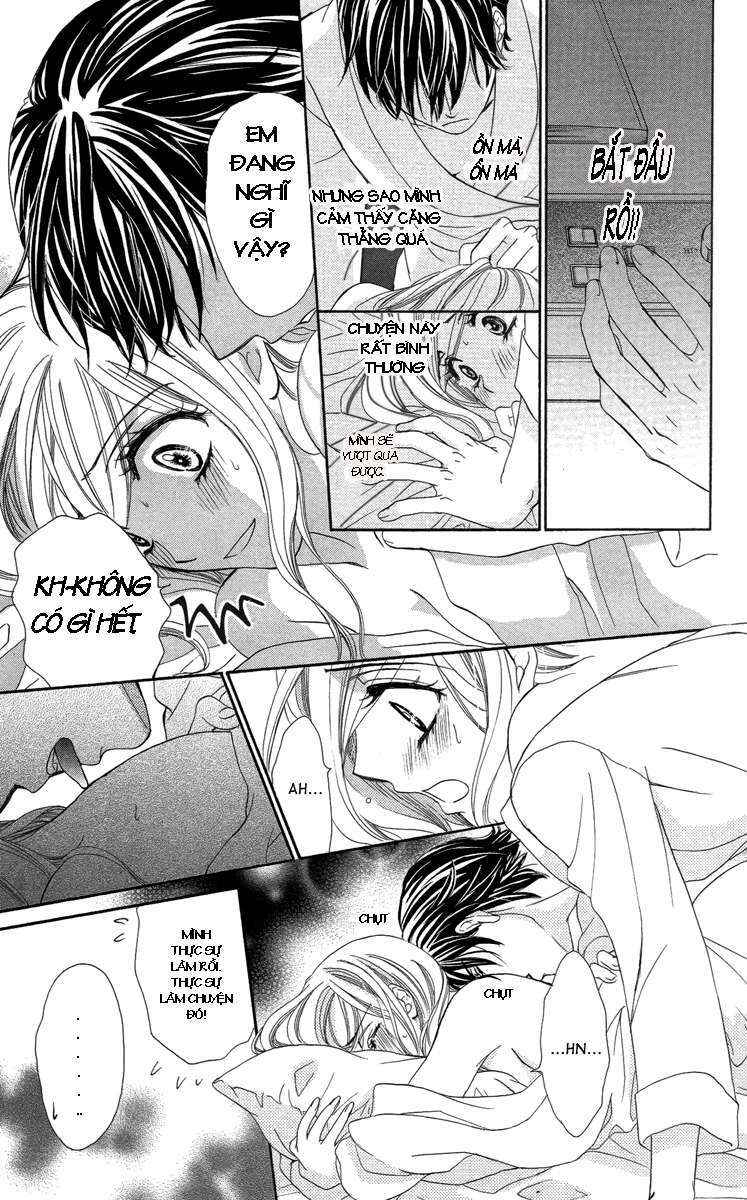 BẮT ĐẦU
RỒI!
ỔN MÀ,
ỔN MÀ
NHƯNG SAO MÌNH
CẢM THẤY CĂNG
THẲNG QUÁ
CHUYỆN NÀY
RẤT BÌNH
THƯỜNG
MÌNH SẼ
VƯỢT QUA
ĐƯỢC.
EM
ĐANG
NGHĨ
GÌ
VẬY?
KH-KHÔNG
CÓ GÌ HẾT.
AH...
CHỤT
CHỤT
...HN...
MÌNH
THỰC SỰ
LÀM RỒI.
THỰC SỰ
LÀM CHUYỆN
ĐÓ!